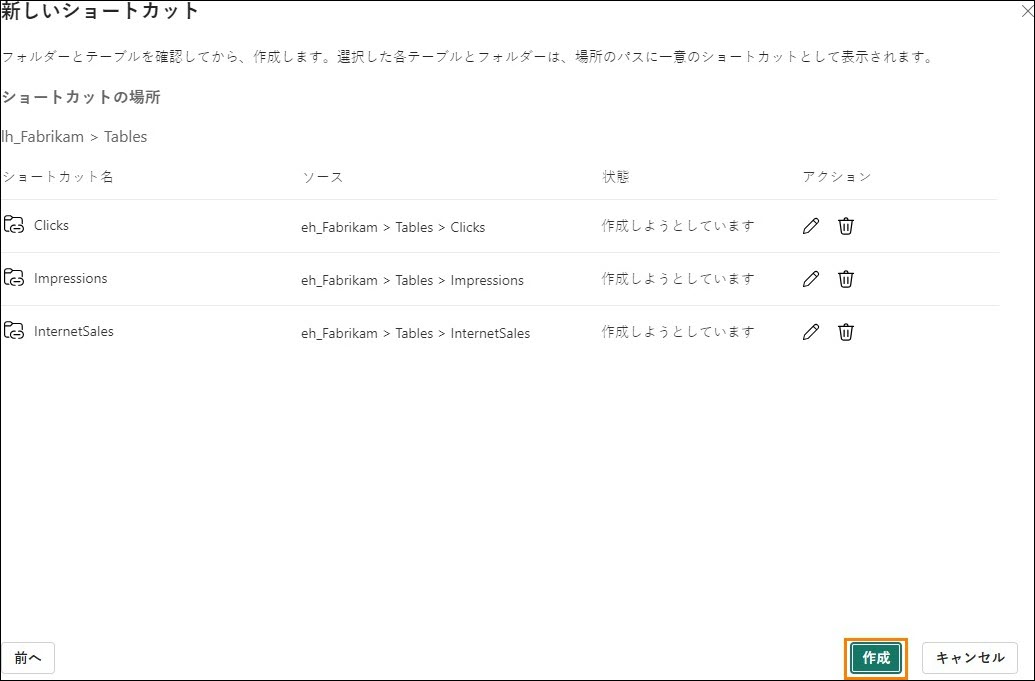 新しいショートカット
フォルダーとテーブルを確認してから、作成します。選択した各テーブルとフォルダーは、場所のパスに一意のショートカットとして表示されます。
ショートカットの場所
lh_Fabrikam > Tables
ショートカット名 ソース 状態 アクション
Clicks eh_Fabrikam > Tables > Clicks 作成しようとしています
Impressions eh_Fabrikam > Tables > Impressions 作成しようとしています
InternetSales eh_Fabrikam > Tables > InternetSales 作成しようとしています
前へ 作成 キャンセル